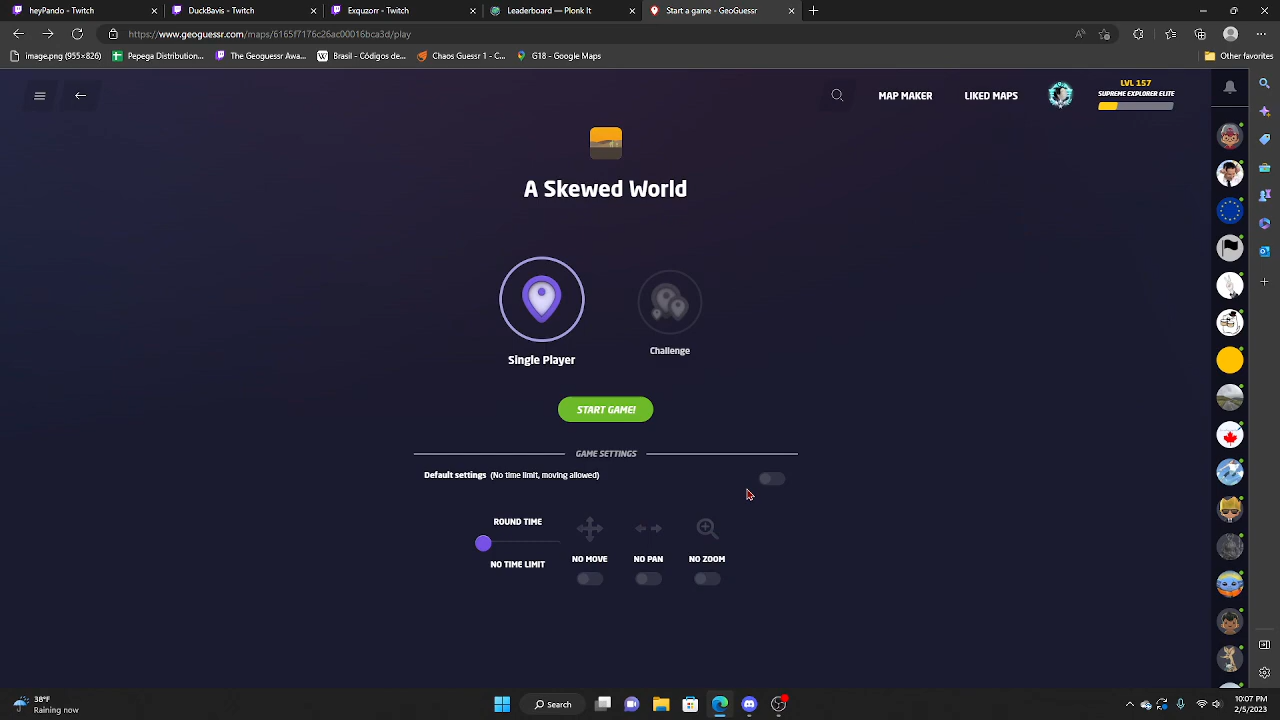 heyPando - Twitch
DuckBavis - Twitch
Exquzorr - Twitch
Leaderboard — Plonk It
Start a game - GeoGuessr
https://www.geoguessr.com/maps/6165f7176c26ac00016bca3d/play
image.png (955×826)
Pepega Distribution...
The Geoguessr Awa...
Brasil – Códigos de...
Chaos Guess 1 - C...
G18 - Google Maps
Other favorites
MAP MAKER
LIKED MAPS
LVL 157
SUPREME EXPLORER ELITE
A Skewed World
Single Player
Challenge
START GAME!
GAME SETTINGS
Default settings (No time limit, moving allowed)
ROUND TIME
NO TIME LIMIT
NO MOVE
NO PAN
NO ZOOM
38°F
Raining now
Search
10:07 PM
2/5/2023